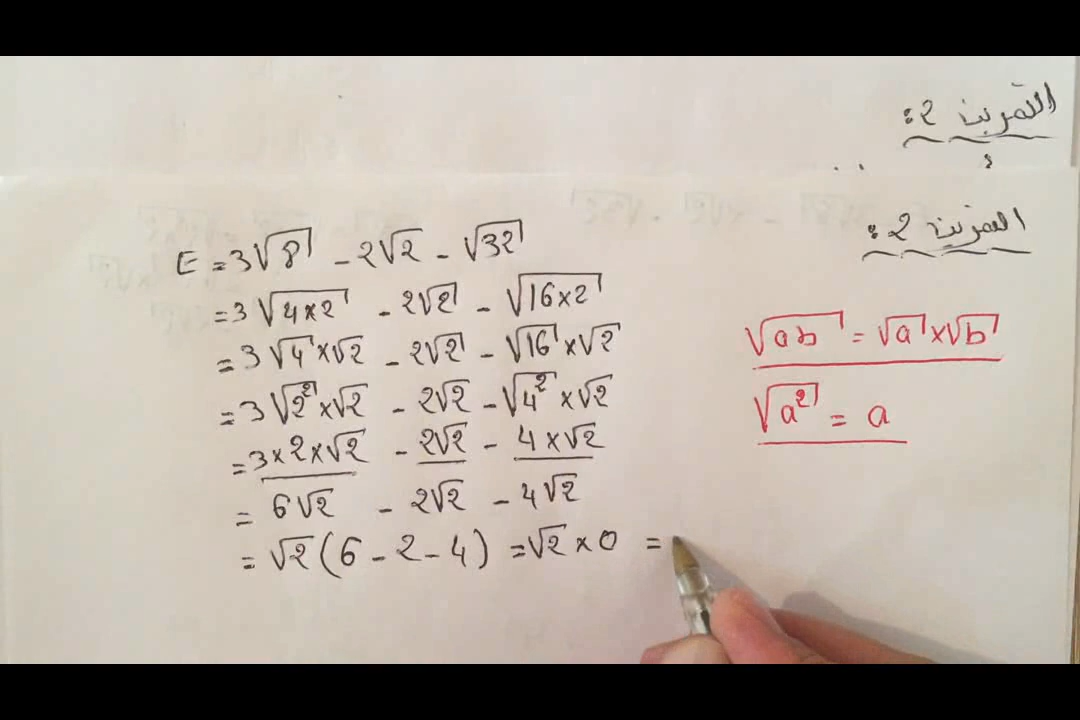 التمرين 2:
التمرين 2:
E = 3√8 - 2√2 - √32
= 3√4×2 - 2√2 - √16×2
= 3√4 × √2 - 2√2 - √16 × √2
= 3√2² × √2 - 2√2 - √4² × √2
= 3×2×√2 - 2√2 - 4×√2
= 6√2 - 2√2 - 4√2
= √2(6 - 2 - 4) = √2 × 0 =
√ab = √a × √b
√a² = a